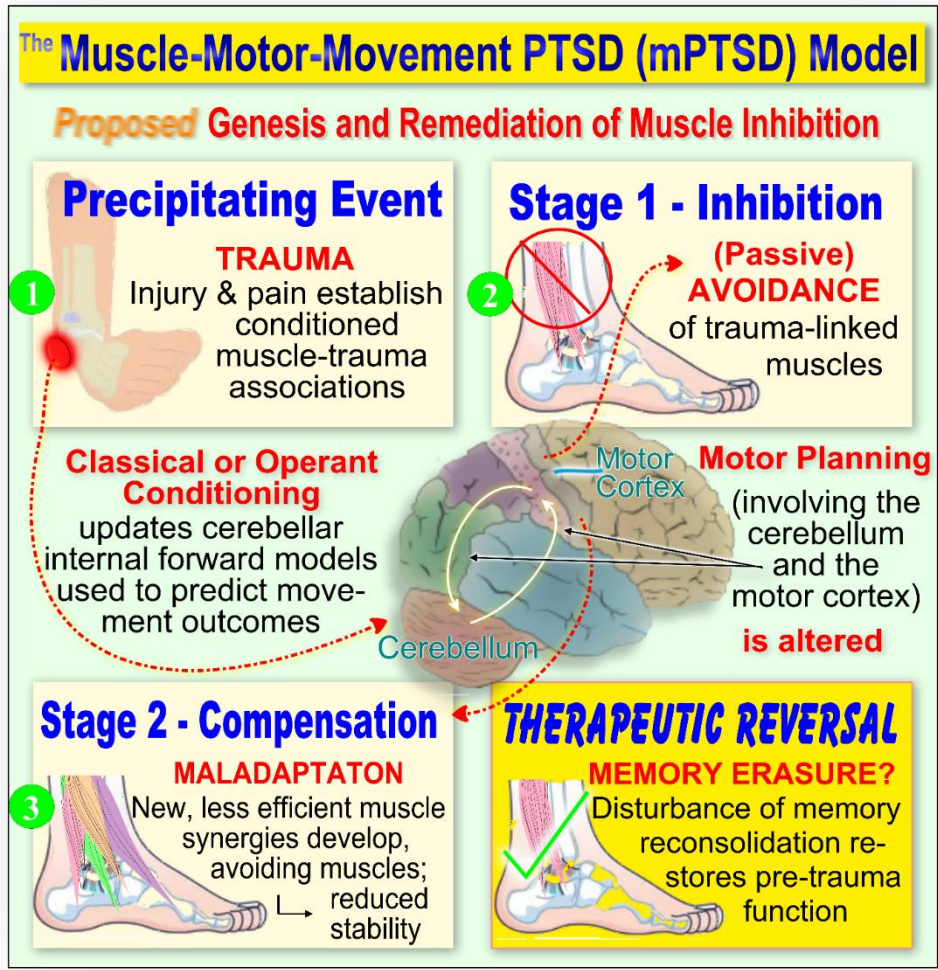 The Muscle-Motor-Movement PTSD (mPTSD) Model
Proposed Genesis and Remediation of Muscle Inhibition
Precipitating Event
1
TRAUMA
Injury & pain establish
conditioned
muscle-trauma
associations
Stage 1 - Inhibition
2
(Passive)
AVOIDANCE
of trauma-linked
muscles
Classical or Operant
Conditioning
updates cerebellar
internal forward models
used to predict move-
ment outcomes
Motor
Cortex
Cerebellum
Motor Planning
(involving the
cerebellum
and the
motor cortex)
is altered
Stage 2 - Compensation
3
MALADAPTATON
New, less efficient muscle
synergies develop,
avoiding muscles;
reduced
stability
THERAPEUTIC REVERSAL
MEMORY ERASURE?
Disturbance of memory
reconsolidation re-
stores pre-trauma
function